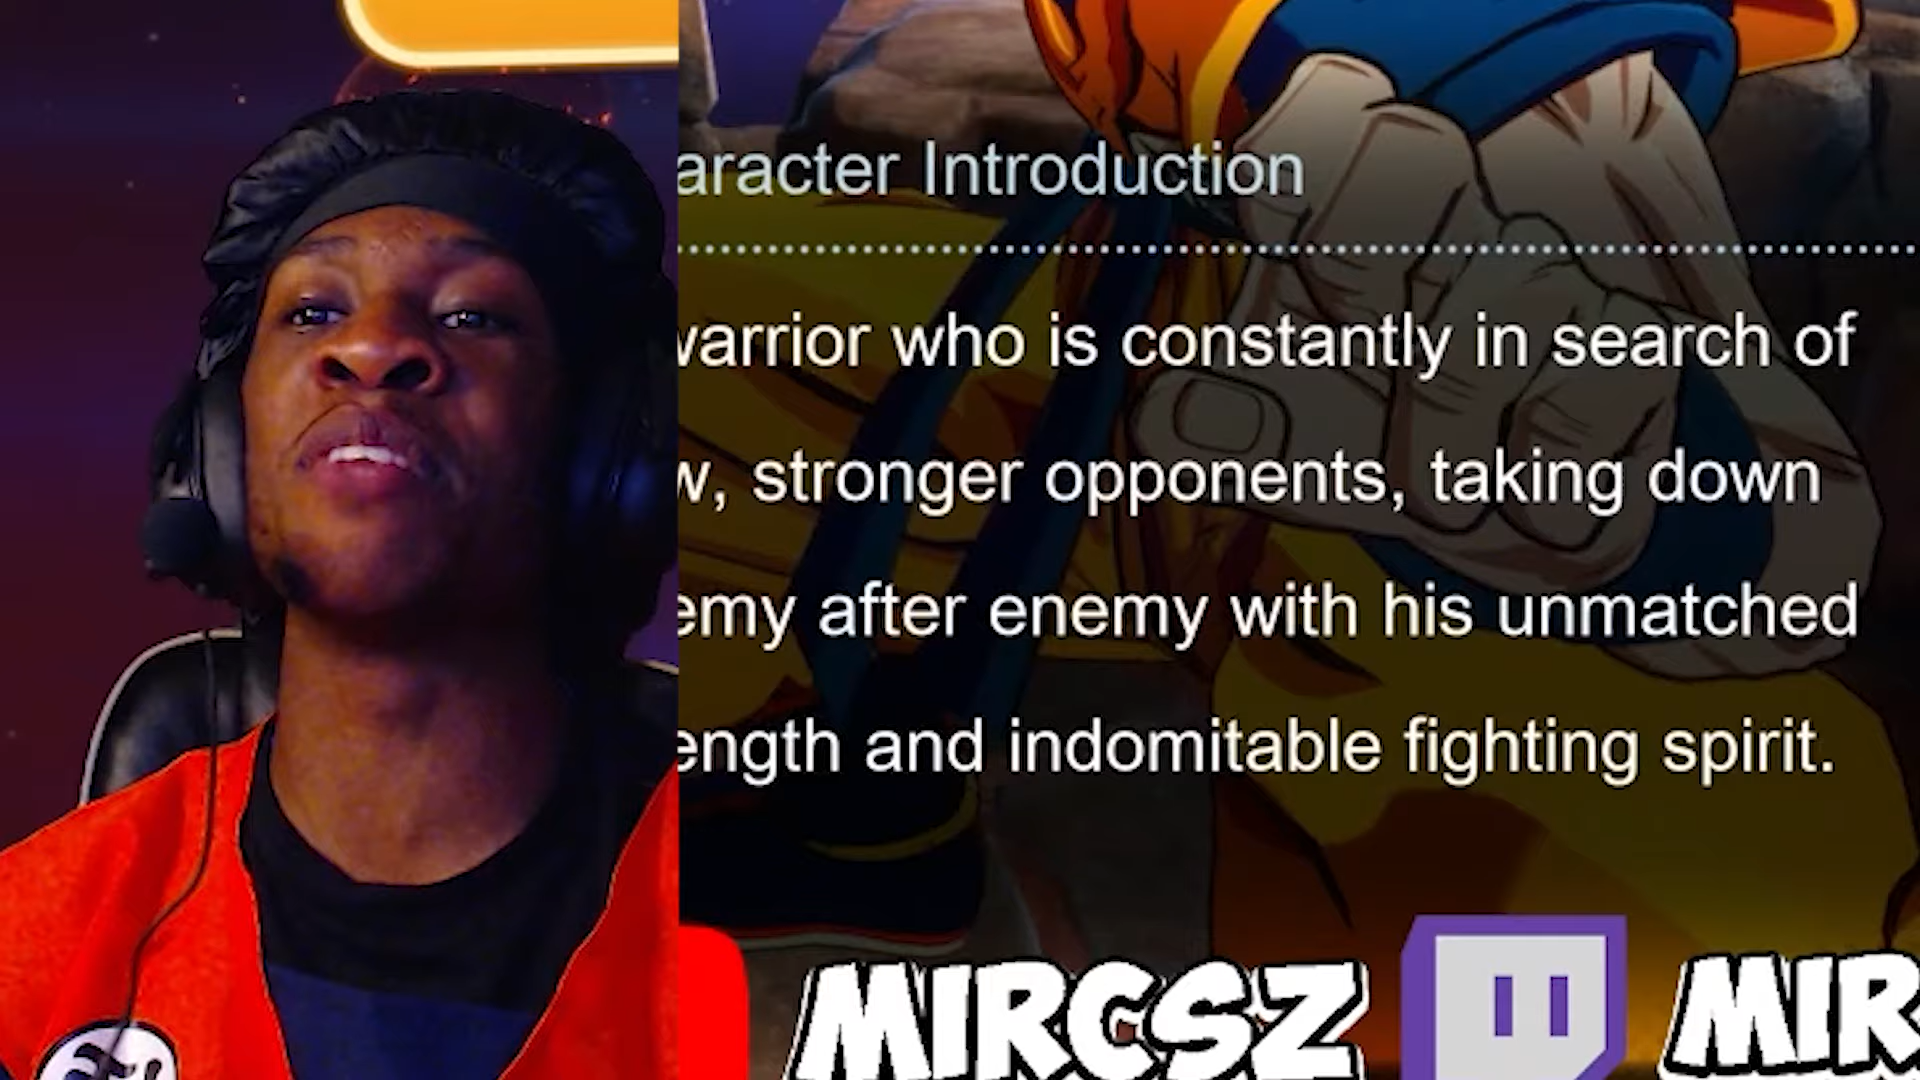 aracter Introduction
warrior who is constantly in search of
w, stronger opponents, taking down
emy after enemy with his unmatched
ength and indomitable fighting spirit.
MIRCSZ MIR